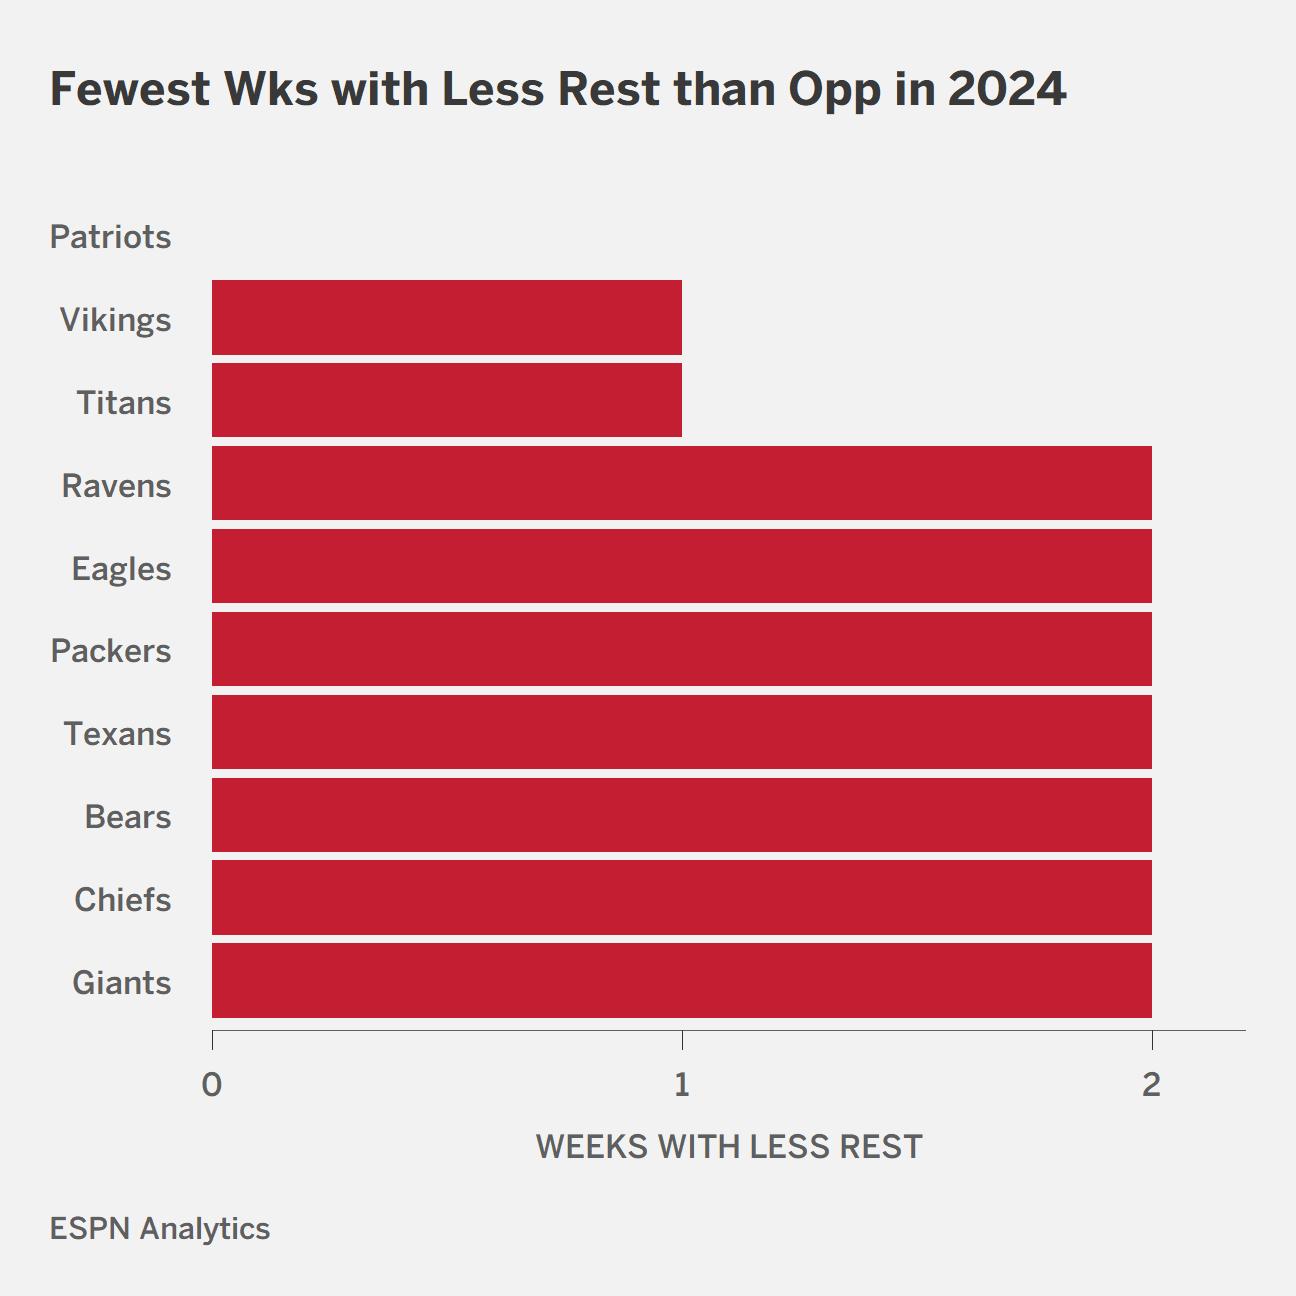 Fewest Wks with Less Rest than Opp in 2024
Patriots
Vikings
Titans
Ravens
Eagles
Packers
Texans
Bears
Chiefs
Giants
0 1 2
WEEKS WITH LESS REST
ESPN Analytics